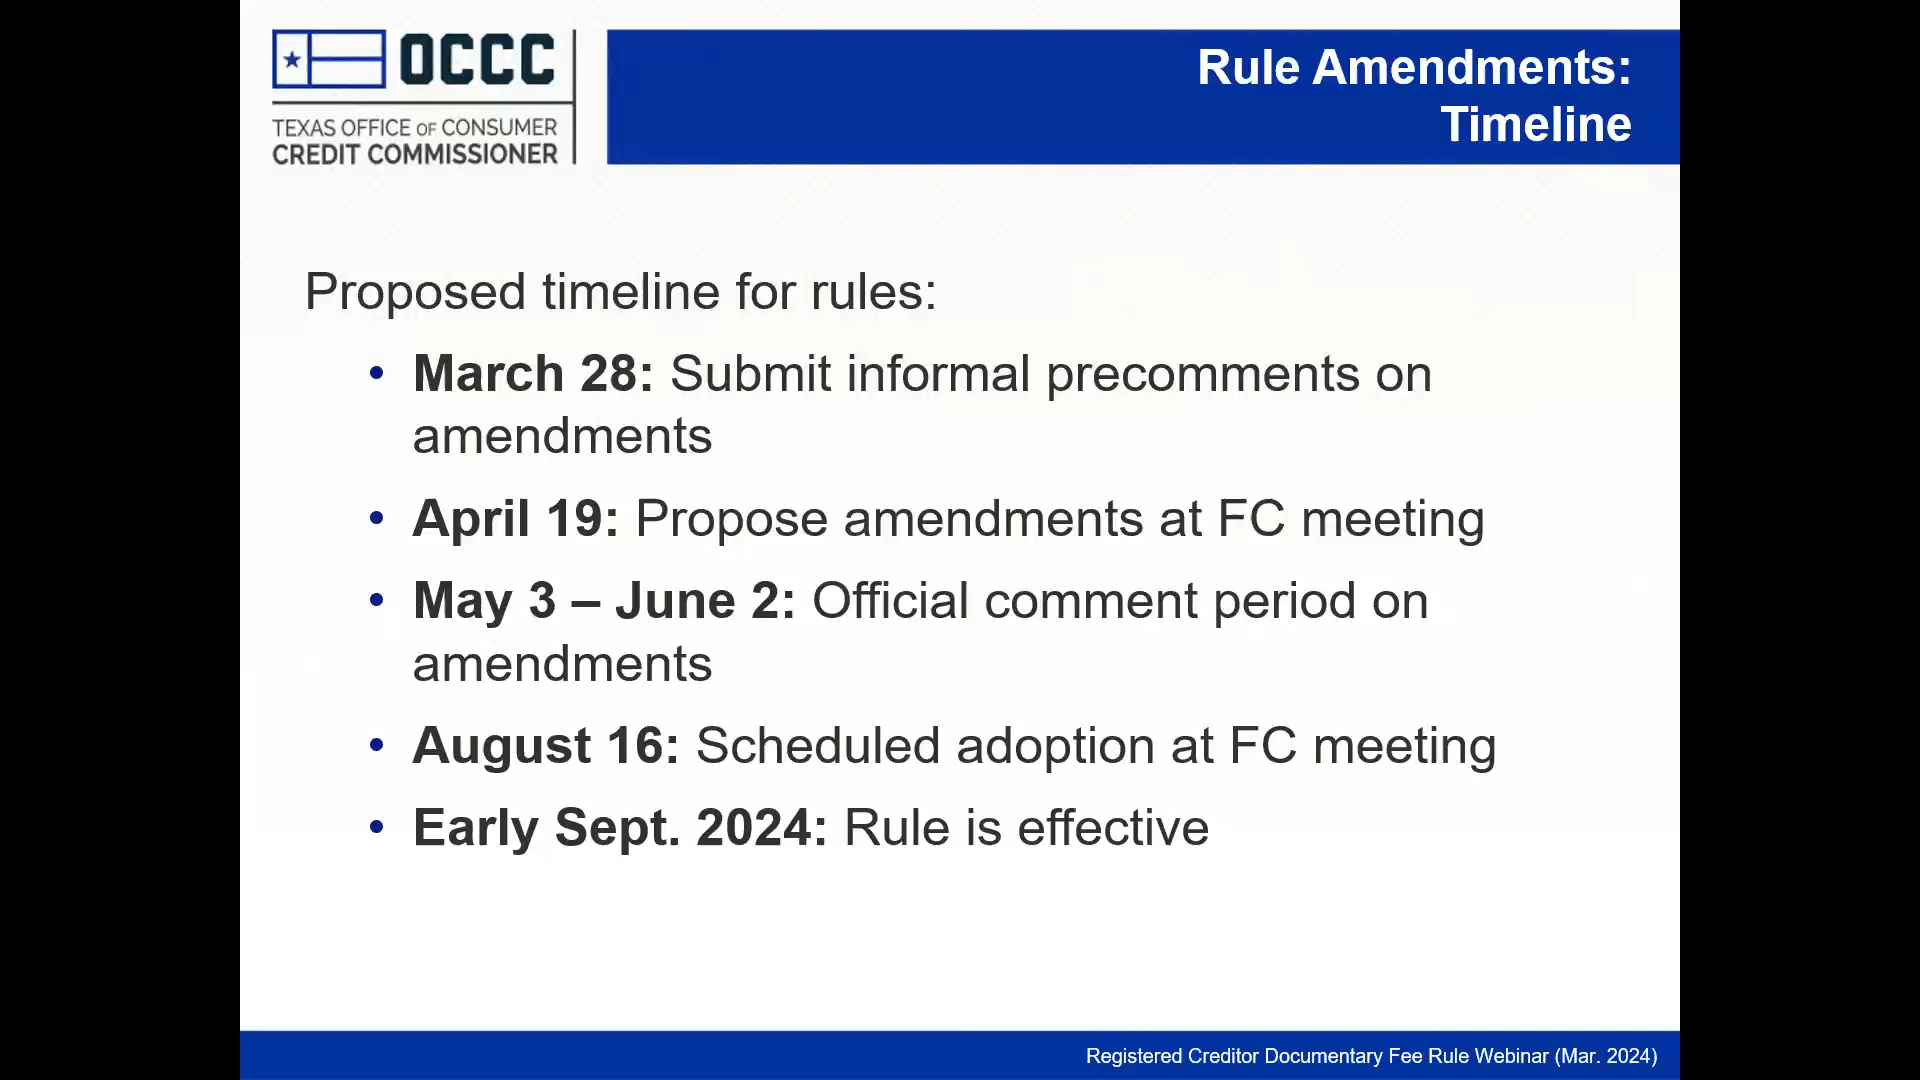 OCCC
TEXAS OFFICE OF CONSUMER
CREDIT COMMISSIONER
Rule Amendments:
Timeline
Proposed timeline for rules:
• March 28: Submit informal precomments on
amendments
• April 19: Propose amendments at FC meeting
• May 3 – June 2: Official comment period on
amendments
• August 16: Scheduled adoption at FC meeting
• Early Sept. 2024: Rule is effective
Registered Creditor Documentary Fee Rule Webinar (Mar. 2024)